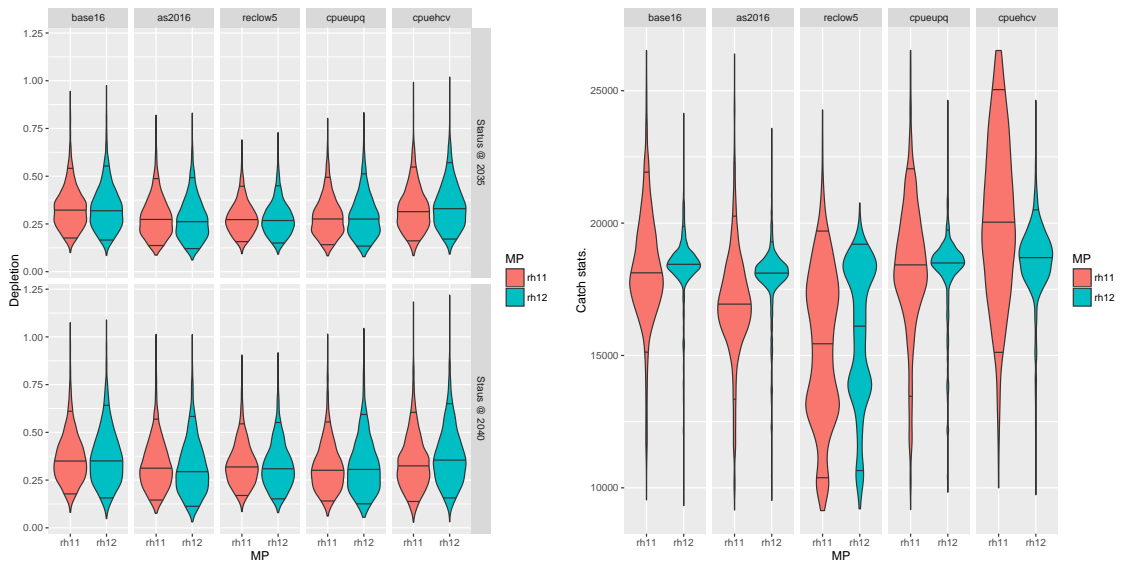 base16 as2016 reclow5 cpueupq cpuehcv
1.25
1.00
0.75
0.50
0.25
0.00
Status @ 2035
1.25
1.00
0.75
0.50
0.25
0.00
Staus @ 2040
Depletion
rh11 rh12 rh11 rh12 rh11 rh12 rh11 rh12 rh11 rh12
MP
MP
rh11
rh12
base16 as2016 reclow5 cpueupq cpuehcv
25000
20000
15000
10000
Catch stats.
rh11 rh12 rh11 rh12 rh11 rh12 rh11 rh12 rh11 rh12
MP
MP
rh11
rh12